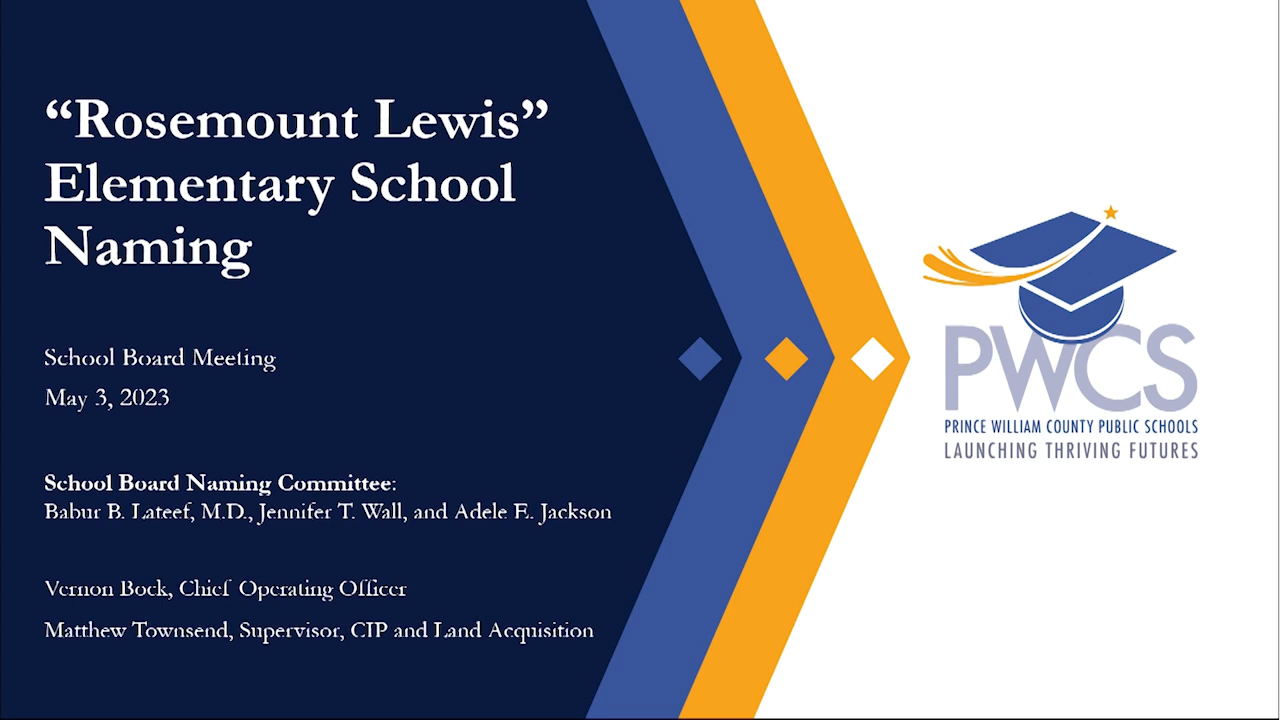 “Rosemount Lewis”
Elementary School
Naming
School Board Meeting
May 3, 2023
School Board Naming Committee:
Babur B. Lateef, M.D., Jennifer T. Wall, and Adele E. Jackson
Vernon Bock, Chief Operating Officer
Matthew Townsend, Supervisor, CIP and Land Acquisition
PWCS
PRINCE WILLIAM COUNTY PUBLIC SCHOOLS
LAUNCHING THRIVING FUTURES